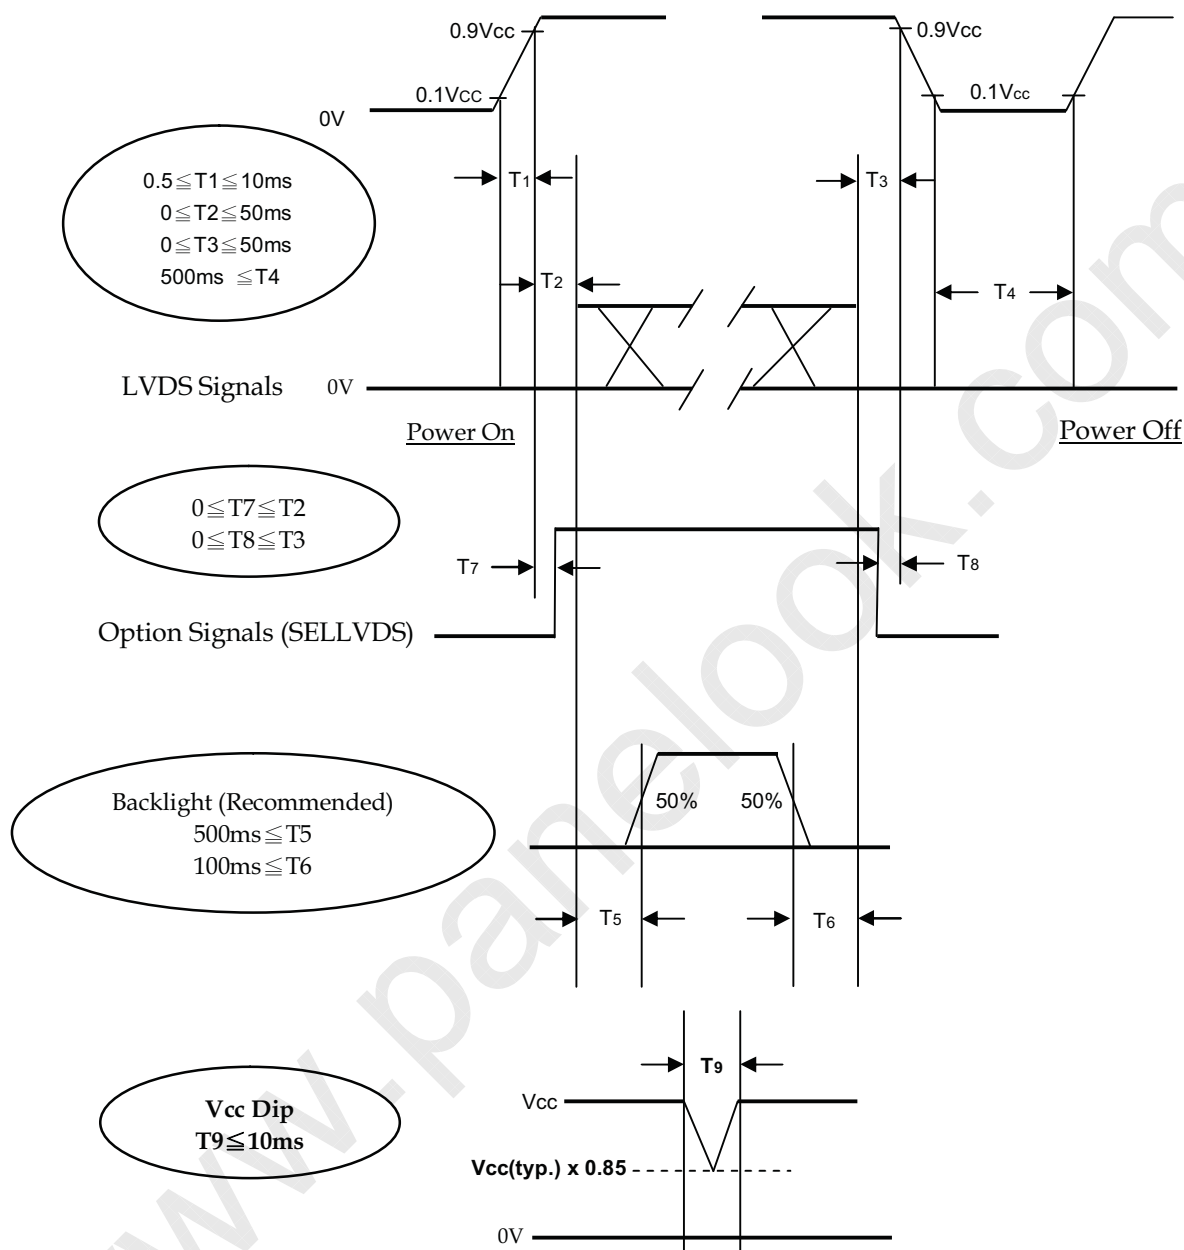 0.9Vcc
0.9Vcc
0.1VCC
0.1Vcc
0V
0.5≦T1≦10ms
0≦T2≦50ms
0≦T3≦50ms
500ms ≦T4
T1
T3
T2
T4
LVDS Signals
0V
Power On
Power Off
0≦T7≦T2
0≦T8≦T3
T7
T8
Option Signals (SELLVDS)
Backlight (Recommended)
500ms≦T5
100ms≦T6
50%
50%
T5
T6
T9
Vcc Dip
T9≦10ms
Vcc
Vcc(typ.) x 0.85
0V
www.panelook.com